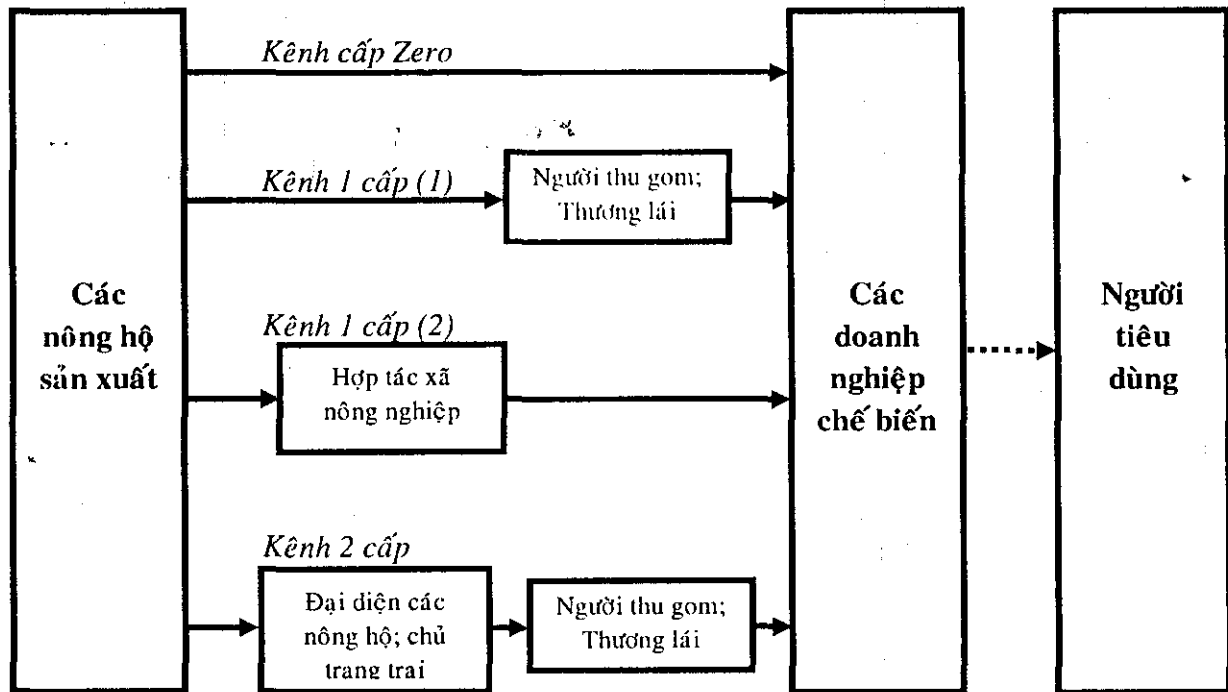 Kênh cấp Zero
Kênh 1 cấp (1)
Người thu gom;
Thương lái
Các
nông hộ
sản xuất
Kênh 1 cấp (2)
Hợp tác xã
nông nghiệp
Các
doanh
nghiệp
chế biến
Người
tiêu
dùng
Kênh 2 cấp
Đại diện các
nông hộ; chủ
trang trại
Người thu gom;
Thương lái